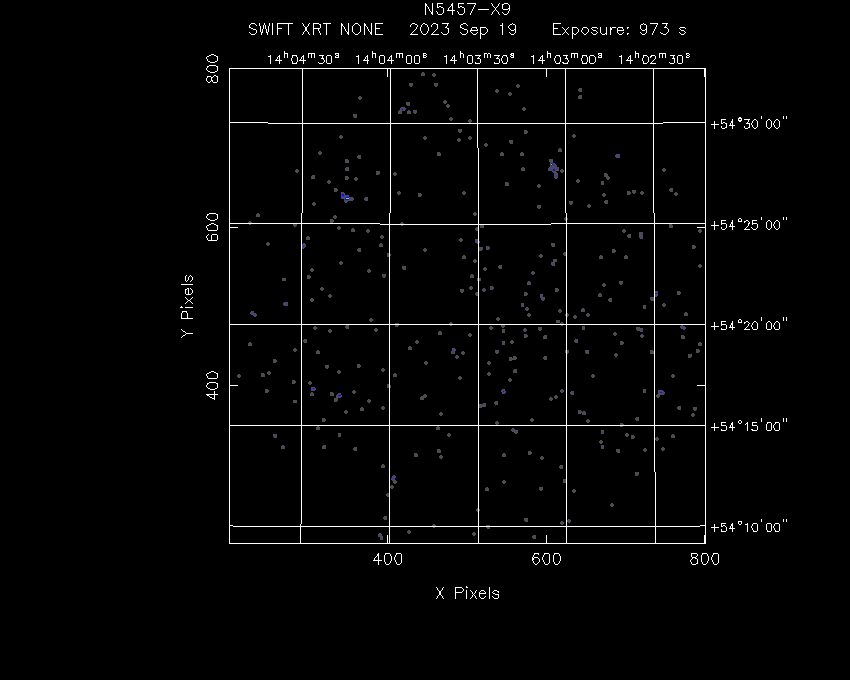 N5457-X9
SWIFT XRT NONE 2023 Sep 19 Exposure: 973 s
14h04m30s 14h04m00s 14h03m30s 14h03m00s 14h02m30s
800
+54°30'00"
600
+54°25'00"
Y Pixels
+54°20'00"
400
+54°15'00"
+54°10'00"
400 600 800
X Pixels